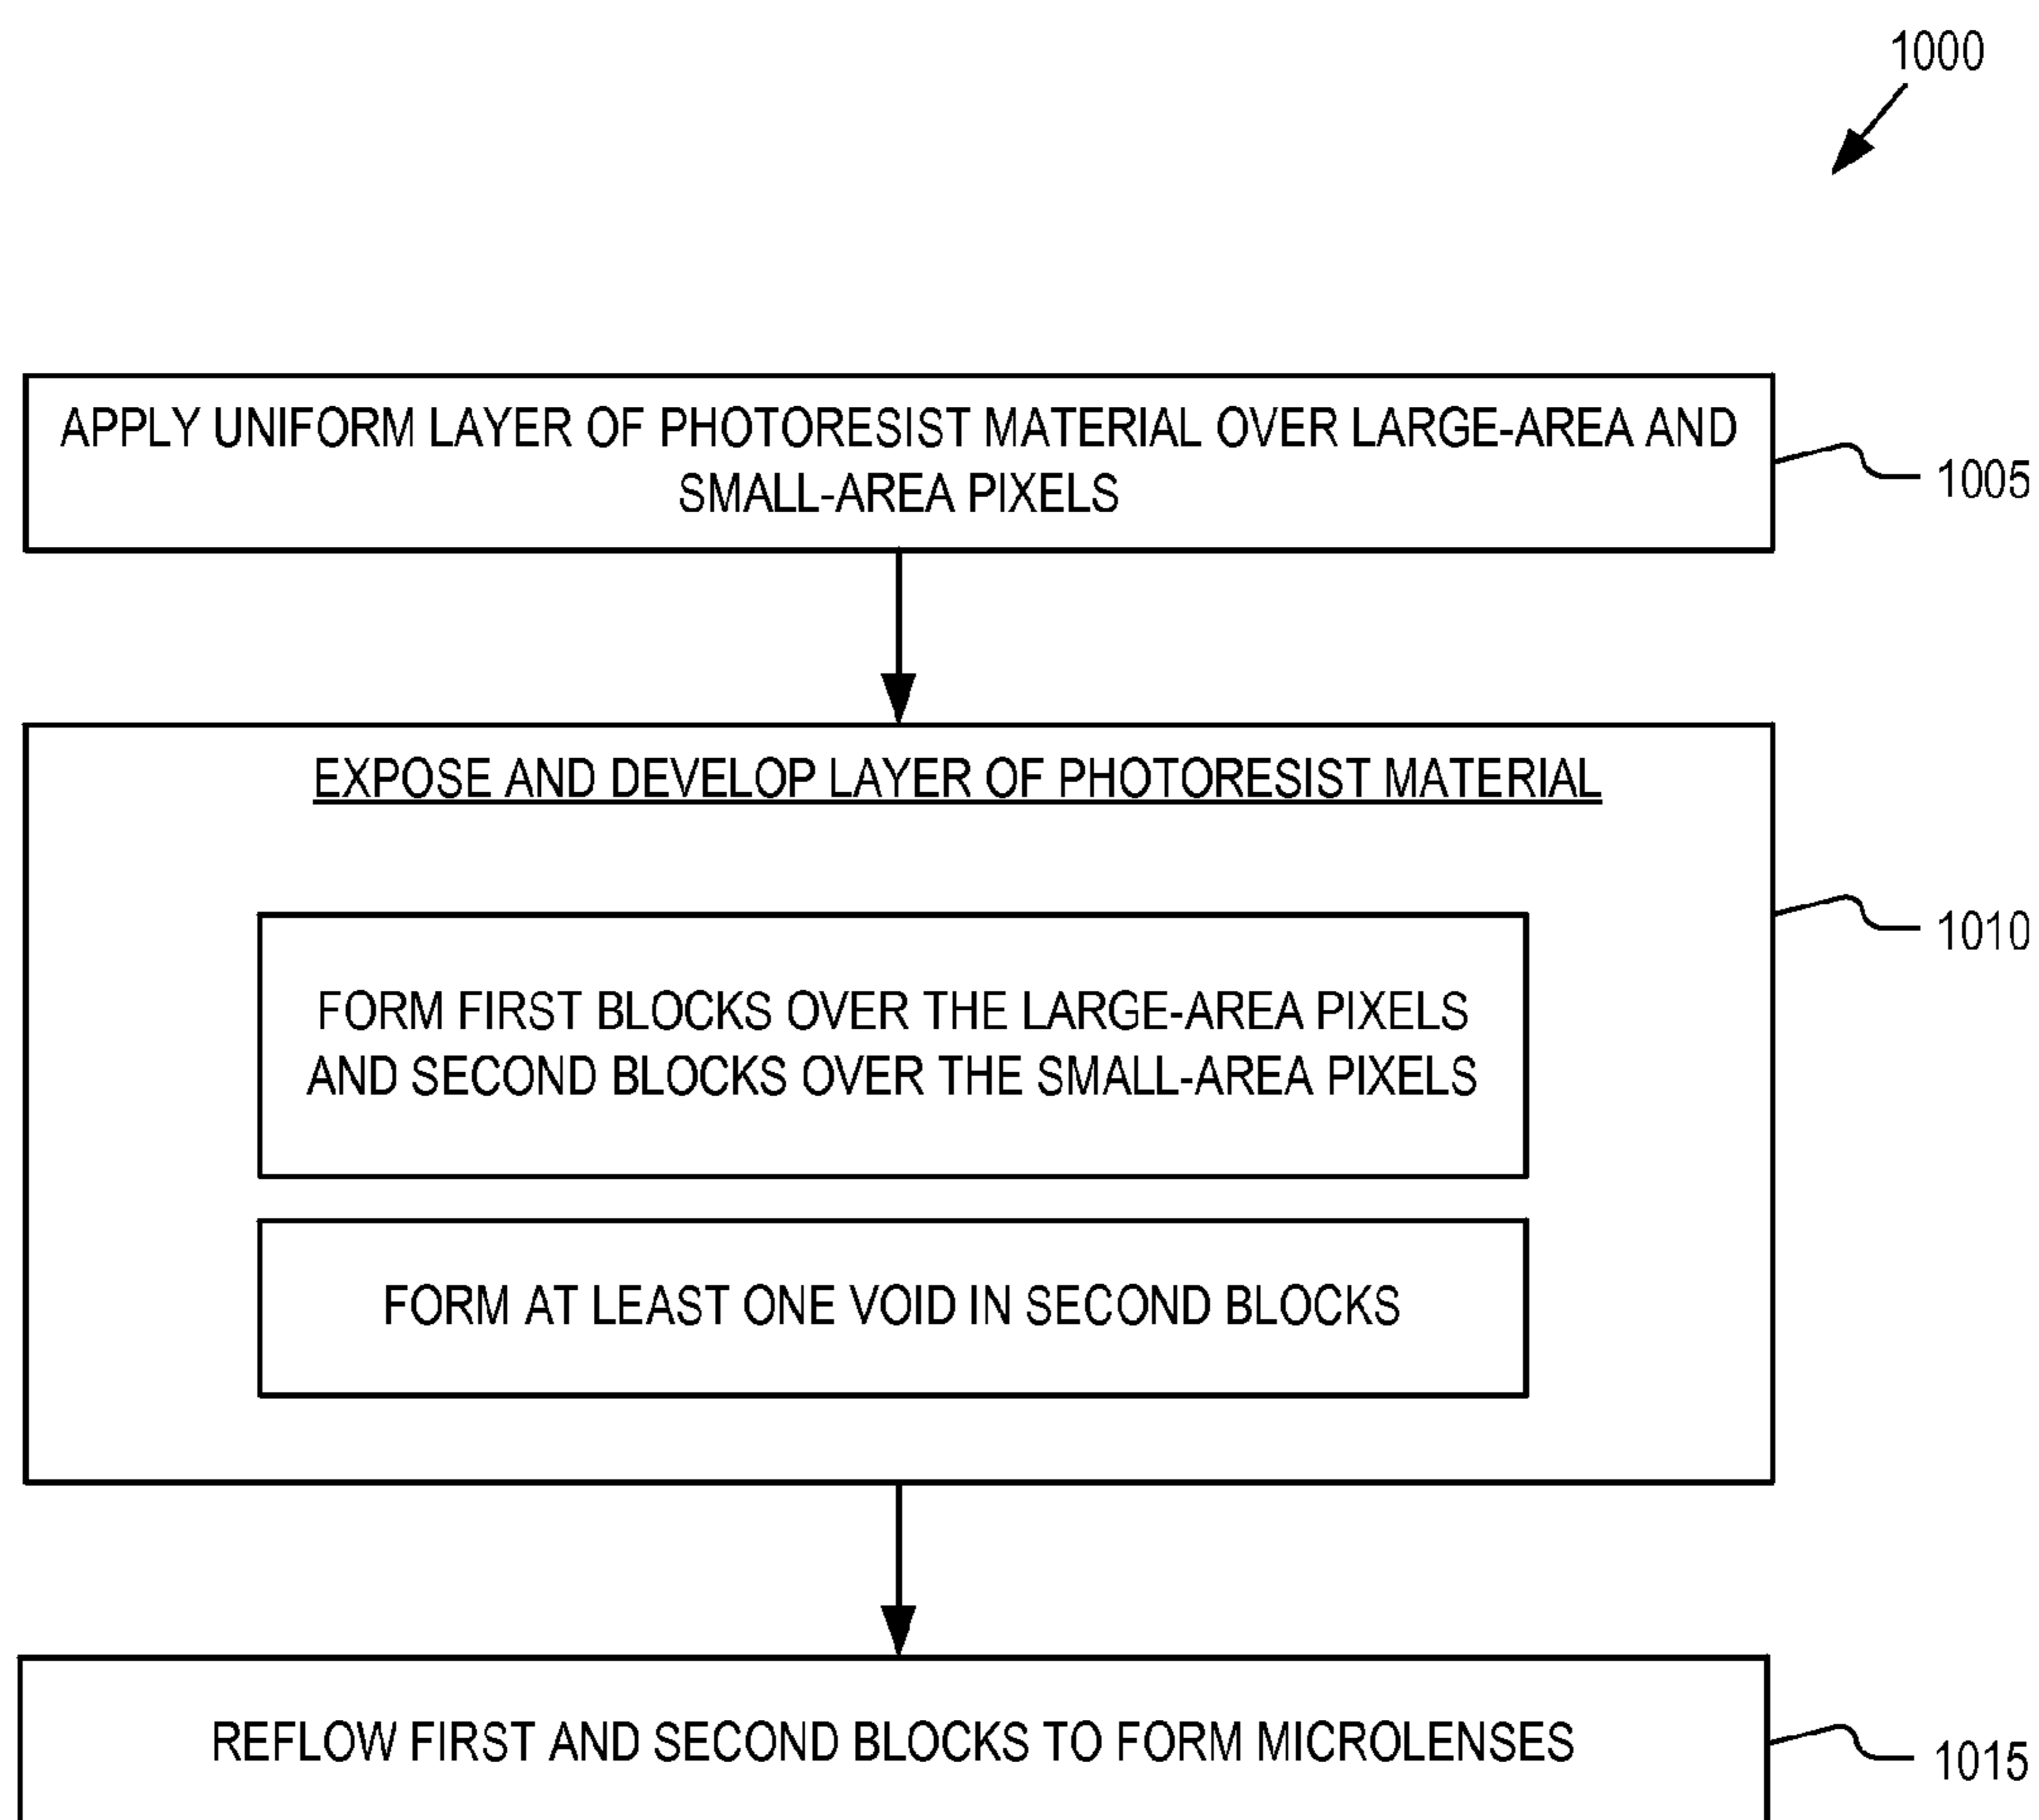 1000
APPLY UNIFORM LAYER OF PHOTORESIST MATERIAL OVER LARGE-AREA AND
SMALL-AREA PIXELS
1005
EXPOSE AND DEVELOP LAYER OF PHOTORESIST MATERIAL
1010
FORM FIRST BLOCKS OVER THE LARGE-AREA PIXELS
AND SECOND BLOCKS OVER THE SMALL-AREA PIXELS
FORM AT LEAST ONE VOID IN SECOND BLOCKS
REFLOW FIRST AND SECOND BLOCKS TO FORM MICROLENSES
1015